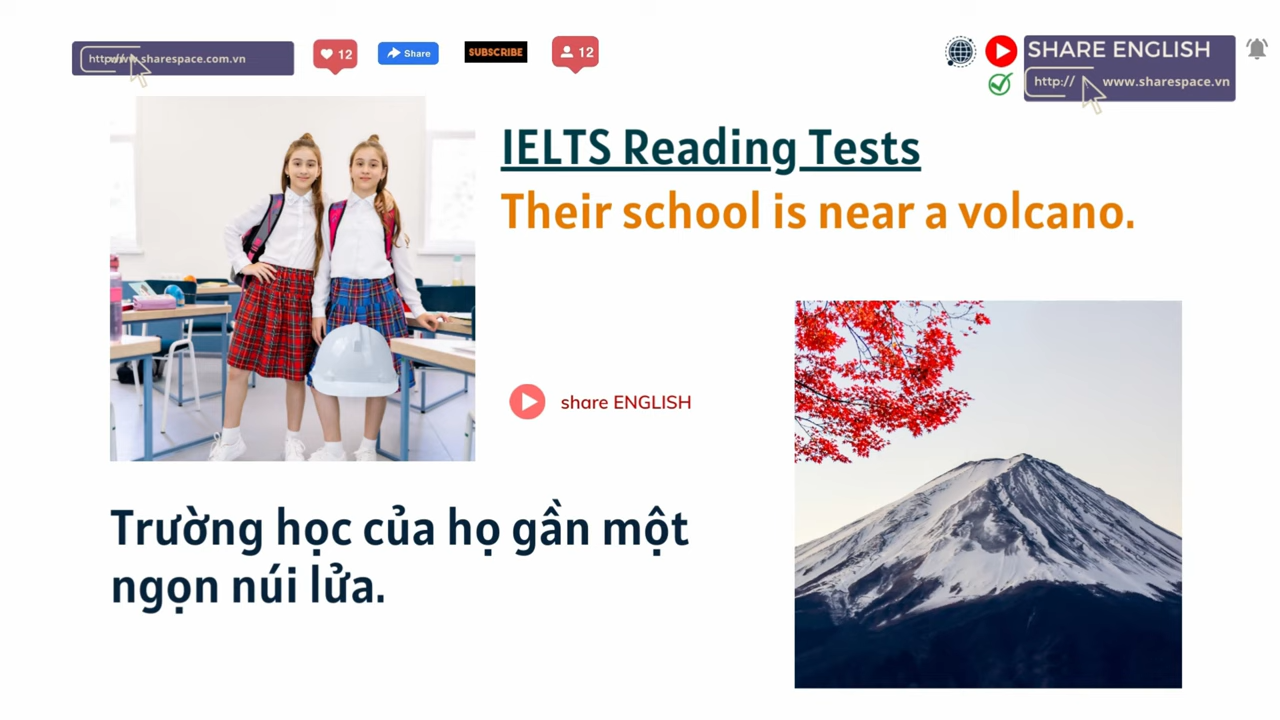 www.sharespace.com.vn
12
Share
SUBSCRIBE
12
SHARE ENGLISH
http:// www.sharespace.vn
IELTS Reading Tests
Their school is near a volcano.
share ENGLISH
Trường học của họ gần một
ngọn núi lửa.